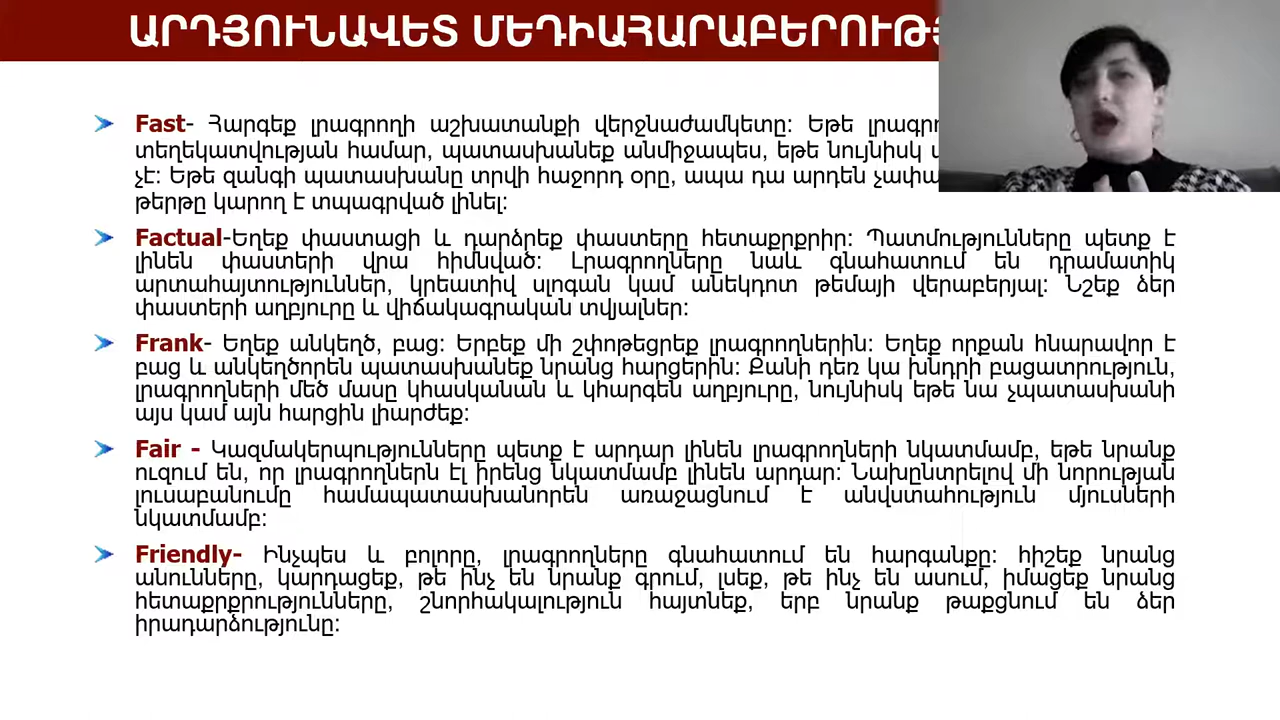 ԱՐԴՅՈՒՆԱՎԵՏ ՄԵԴԻԱՀԱՐԱԲԵՐՈՒԹՅ
Fast- Հարգեք լրագրողի աշխատանքի վերջնաժամկետը: Եթե լրագրո
տեղեկատվության համար, պատասխանեք անմիջապես, եթե նույնիսկ
չէ: Եթե զանգի պատասխանը տրվի հաջորդ օրը, ապա դա արդեն չափա
թերթը կարող է տպագրված լինել:
Factual-Եղեք փաստացի և դարձրեք փաստերը հետաքրքրիր: Պատմությունները պետք է
լինեն փաստերի վրա հիմնված: Լրագրողները նաև գնահատում են դրամատիկ
արտահայտություններ, կրեատիվ սլոգան կամ անեկդոտ թեմայի վերաբերյալ: Նշեք ձեր
փաստերի աղբյուրը և վիճակագրական տվյալներ:
Frank- Եղեք անկեղծ, բաց: Երբեք մի շփոթեցրեք լրագրողներին: Եղեք որքան հնարավոր է
բաց և անկեղծորեն պատասխանեք նրանց հարցերին: Քանի դեռ կա խնդրի բացատրություն,
լրագրողների մեծ մասը կհասկանան և կհարգեն աղբյուրը, նույնիսկ եթե նա չպատասխանի
այս կամ այն հարցին լիարժեք:
Fair - Կազմակերպությունները պետք է արդար լինեն լրագրողների նկատմամբ, եթե նրանք
ուզում են, որ լրագրողներն էլ իրենց նկատմամբ լինեն արդար: Նախընտրելով մի նորության
լուսաբանումը համապատասխանորեն առաջացնում է անվստահություն մյուսների
նկատմամբ:
Friendly- Ինչպես և բոլորը, լրագրողները գնահատում են հարգանքը: հիշեք նրանց
անունները, կարդացեք, թե ինչ են նրանք գրում, լսեք, թե ինչ են ասում, իմացեք նրանց
հետաքրքրությունները, շնորհակալություն հայտնեք, երբ նրանք թաքցնում են ձեր
իրադարձությունը: